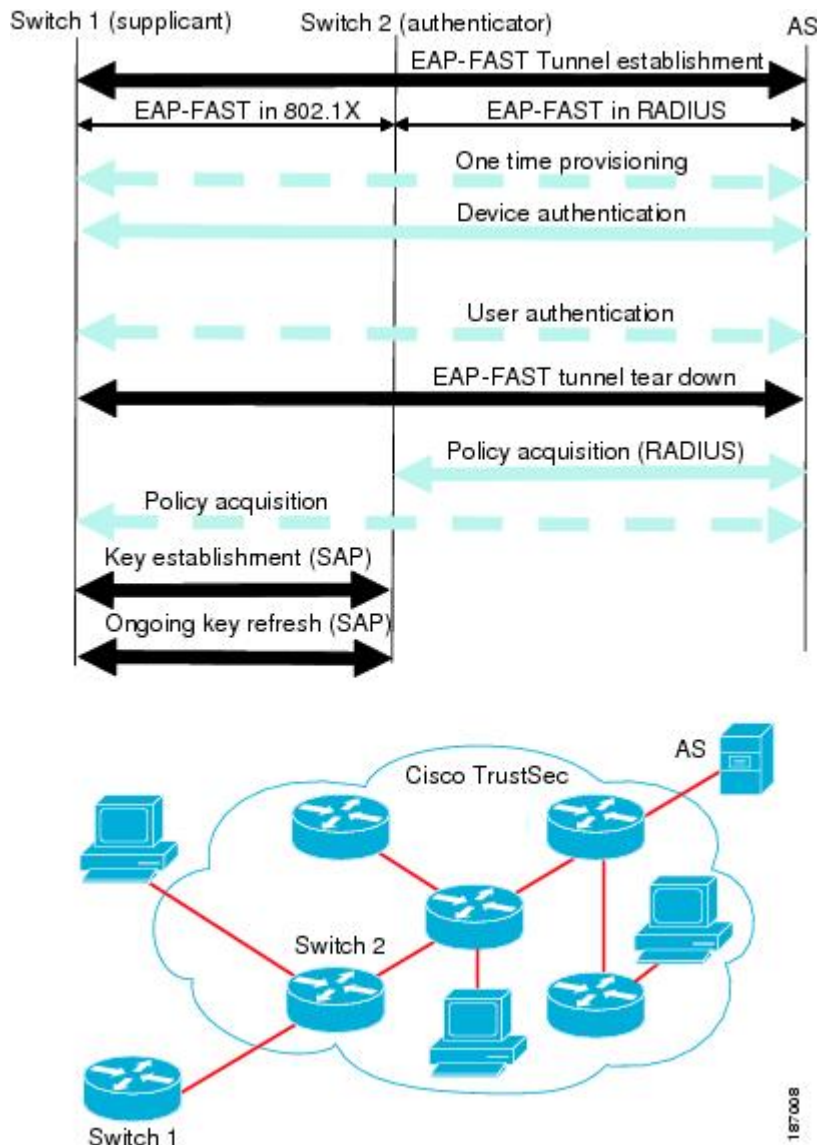 Switch 1 (supplicant)
Switch 2 (authenticator)
AS
EAP-FAST Tunnel establishment
EAP-FAST in 802.1X
EAP-FAST in RADIUS
One time provisioning
Device authentication
User authentication
EAP-FAST tunnel tear down
Policy acquisition (RADIUS)
Policy acquisition
Key establishment (SAP)
Ongoing key refresh (SAP)
AS
Cisco TrustSec
Switch 2
Switch 1
187008